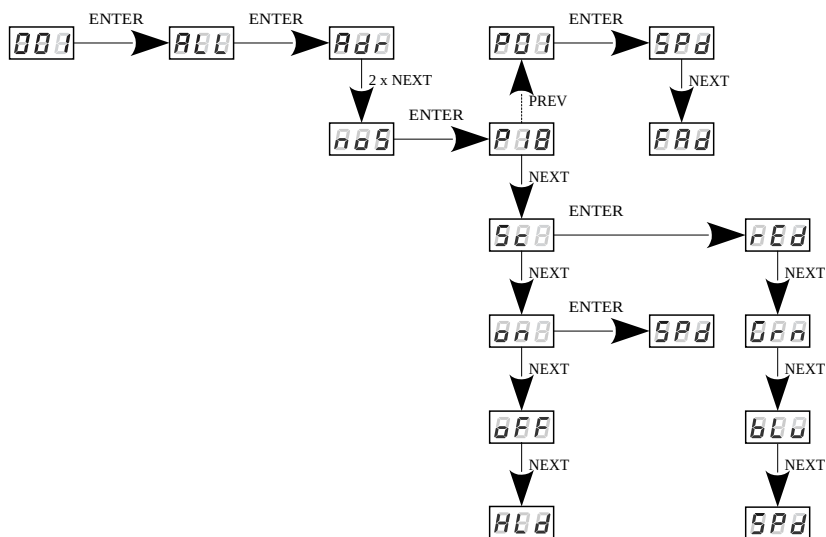 ENTER
ENTER
ENTER
001
ALL
Adr
P01
SPd
2 x NEXT
PREV
NEXT
ENTER
noS
P18
FAd
NEXT
ENTER
Sc
rEd
NEXT
NEXT
ENTER
on
SPd
Grn
NEXT
NEXT
oFF
bLu
NEXT
NEXT
HLd
SPd